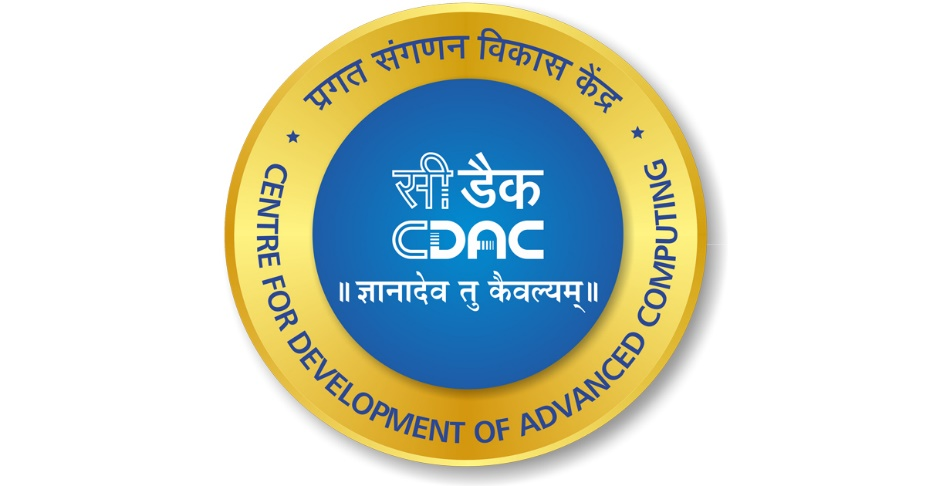 प्रगत संगणन विकास केंद्र
सी डैक
CDAC
॥ ज्ञानादेव तु कैवल्यम्॥
CENTRE FOR DEVELOPMENT OF ADVANCED COMPUTING